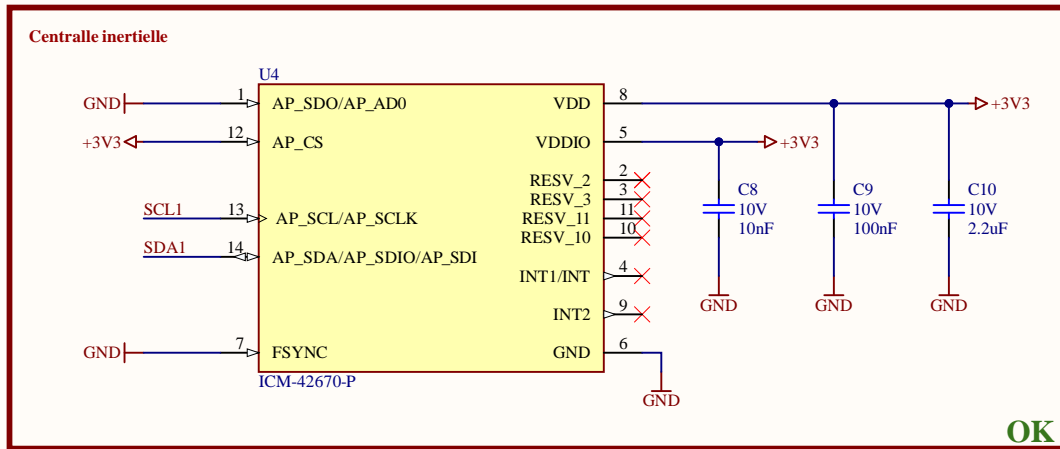 Centralle inertielle
U4
GND 1 AP_SDO/AP_AD0 VDD 8 +3V3
+3V3 12 AP_CS VDDIO 5 +3V3
RESV_2 2
RESV_3 3
SCL1 13 AP_SCL/AP_SCLK RESV_11 11
RESV_10 10
SDA1 14 AP_SDA/AP_SDIO/AP_SDI
INT1/INT 4
INT2 9
GND 7 FSYNC GND 6
ICM-42670-P
GND
C8
10V
10nF
GND
C9
10V
100nF
GND
C10
10V
2.2uF
GND
OK